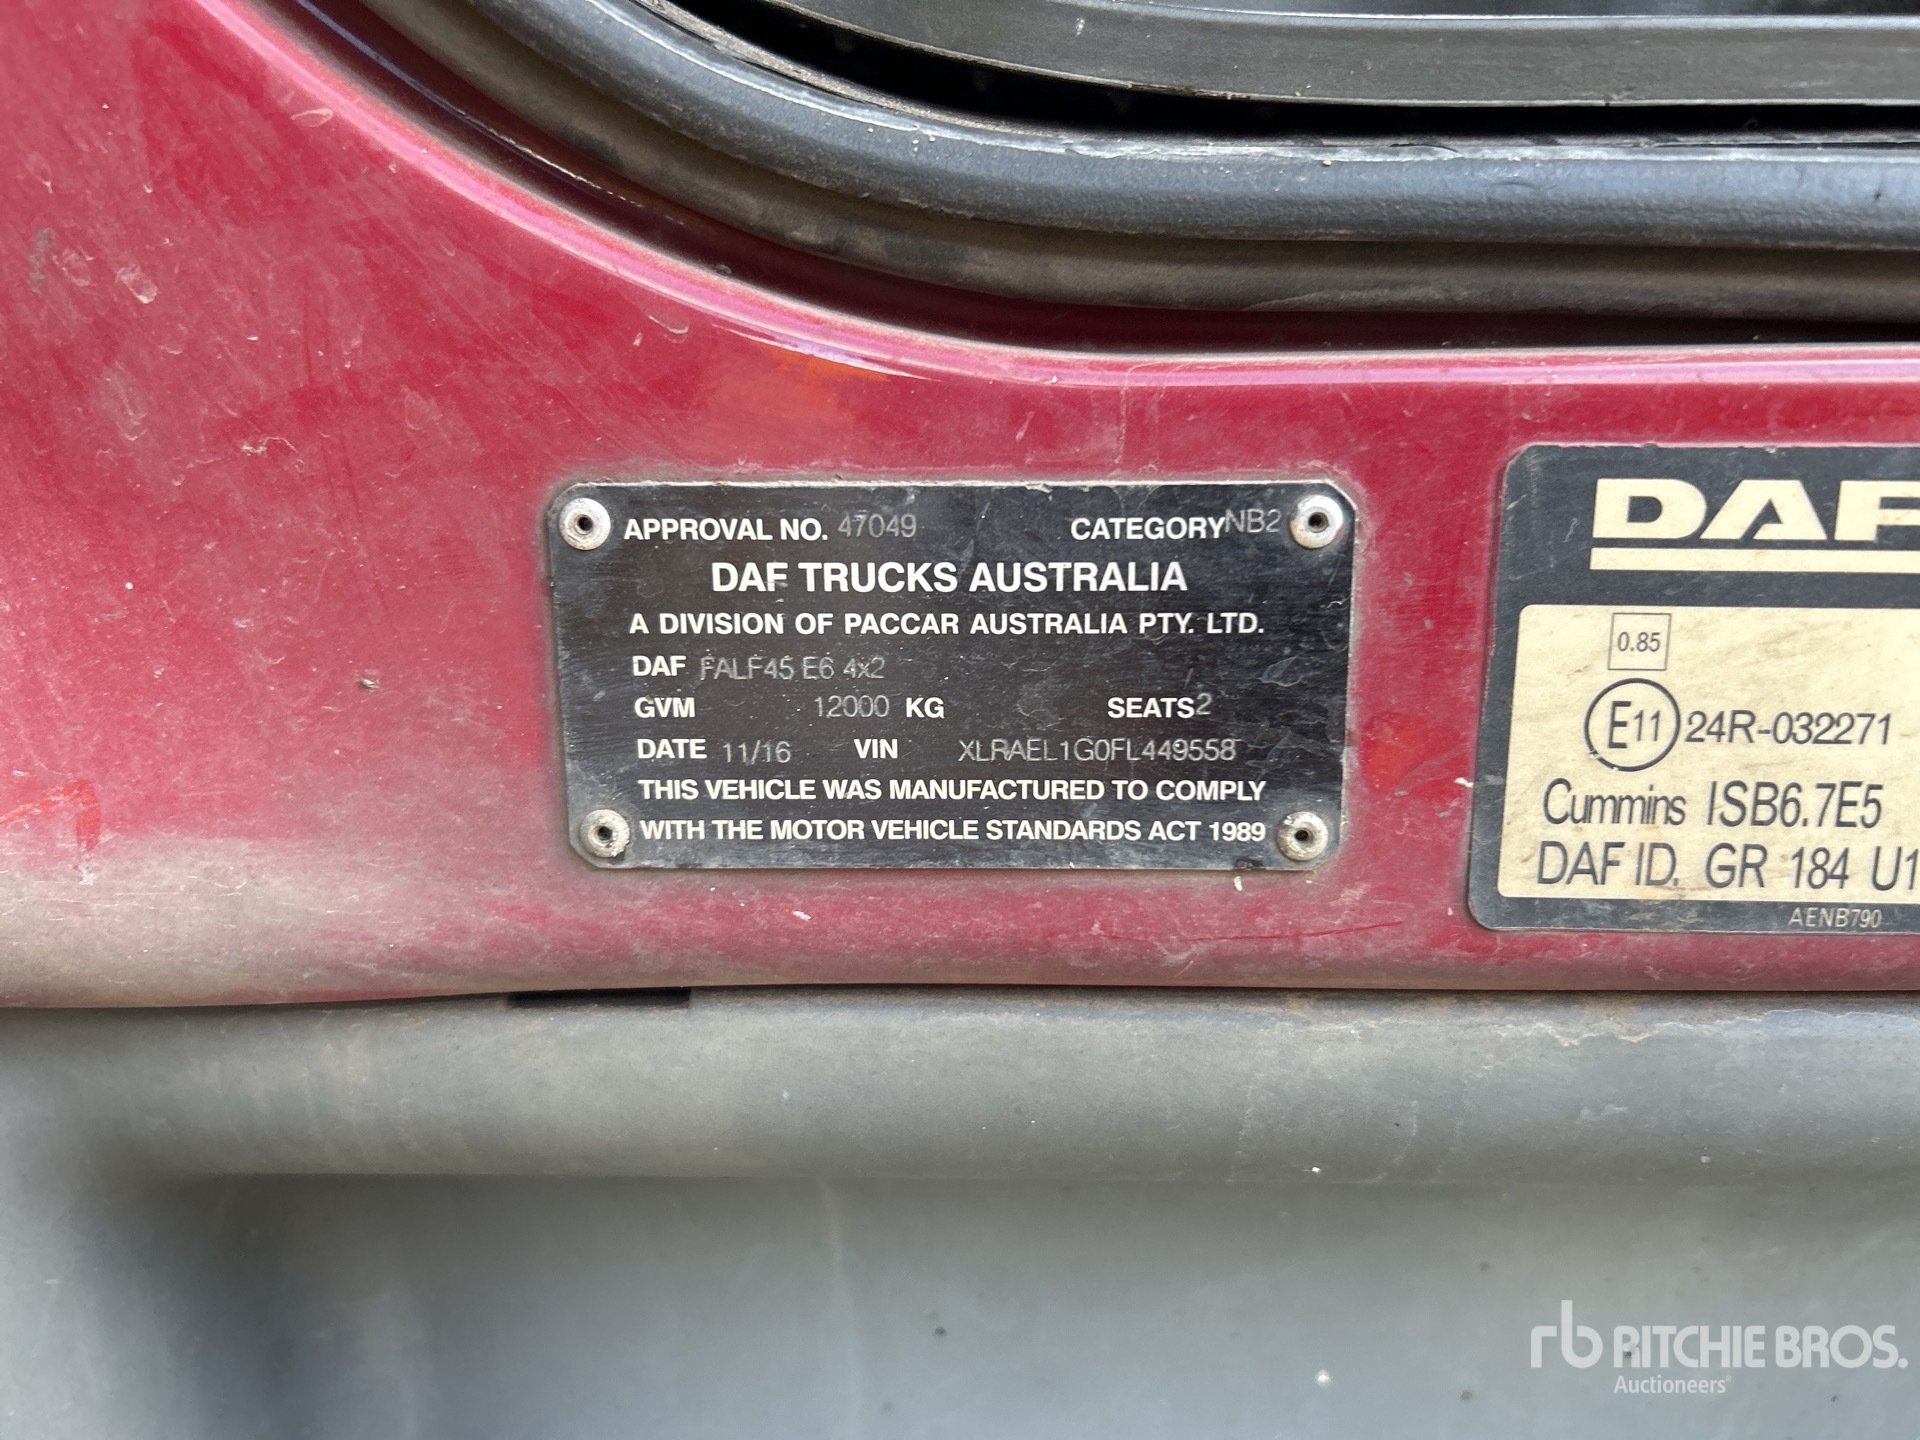 APPROVAL NO. 47049 CATEGORY NB2
DAF TRUCKS AUSTRALIA
A DIVISION OF PACCAR AUSTRALIA PTY. LTD.
DAF FALF45 E6 4x2
GVM 12000 KG SEATS 2
DATE 11/16 VIN XLRAEL1G0FL449558
THIS VEHICLE WAS MANUFACTURED TO COMPLY
WITH THE MOTOR VEHICLE STANDARDS ACT 1989
DAF
0.85
E11 24R-032271
Cummins ISB6.7E5
DAF ID. GR 184 U1
AENB790
rb RITCHIE BROS.
Auctioneers